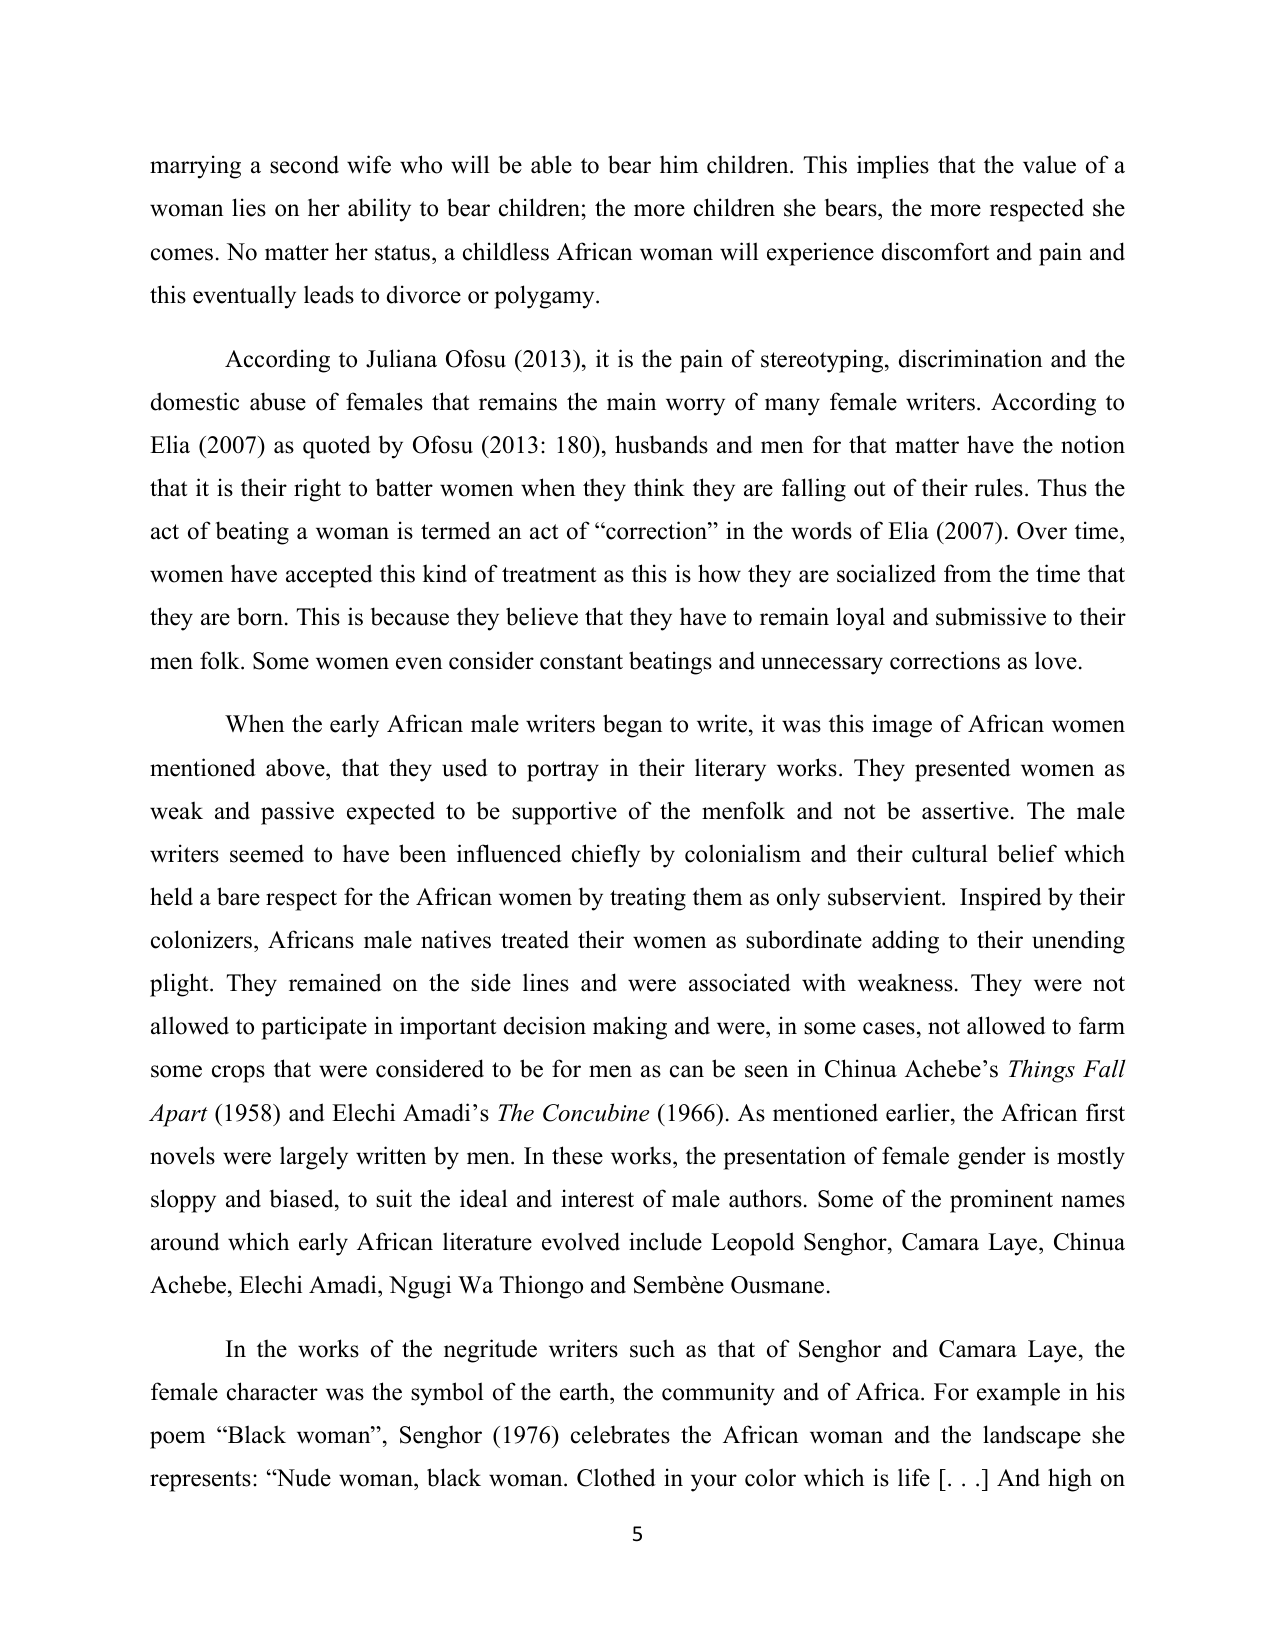 marrying a second wife who will be able to bear him children. This implies that the value of a
woman lies on her ability to bear children; the more children she bears, the more respected she
comes. No matter her status, a childless African woman will experience discomfort and pain and
this eventually leads to divorce or polygamy.
According to Juliana Ofosu (2013), it is the pain of stereotyping, discrimination and the
domestic abuse of females that remains the main worry of many female writers. According to
Elia (2007) as quoted by Ofosu (2013: 180), husbands and men for that matter have the notion
that it is their right to batter women when they think they are falling out of their rules. Thus the
act of beating a woman is termed an act of “correction” in the words of Elia (2007). Over time,
women have accepted this kind of treatment as this is how they are socialized from the time that
they are born. This is because they believe that they have to remain loyal and submissive to their
men folk. Some women even consider constant beatings and unnecessary corrections as love.
When the early African male writers began to write, it was this image of African women
mentioned above, that they used to portray in their literary works. They presented women as
weak and passive expected to be supportive of the menfolk and not be assertive. The male
writers seemed to have been influenced chiefly by colonialism and their cultural belief which
held a bare respect for the African women by treating them as only subservient.  Inspired by their
colonizers, Africans male natives treated their women as subordinate adding to their unending
plight. They remained on the side lines and were associated with weakness. They were not
allowed to participate in important decision making and were, in some cases, not allowed to farm
some crops that were considered to be for men as can be seen in Chinua Achebe’s Things Fall
Apart (1958) and Elechi Amadi’s The Concubine (1966). As mentioned earlier, the African first
novels were largely written by men. In these works, the presentation of female gender is mostly
sloppy and biased, to suit the ideal and interest of male authors. Some of the prominent names
around which early African literature evolved include Leopold Senghor, Camara Laye, Chinua
Achebe, Elechi Amadi, Ngugi Wa Thiongo and Sembène Ousmane.
In the works of the negritude writers such as that of Senghor and Camara Laye, the
female character was the symbol of the earth, the community and of Africa. For example in his
poem “Black woman”, Senghor (1976) celebrates the African woman and the landscape she
represents: “Nude woman, black woman. Clothed in your color which is life [. . .] And high on
5